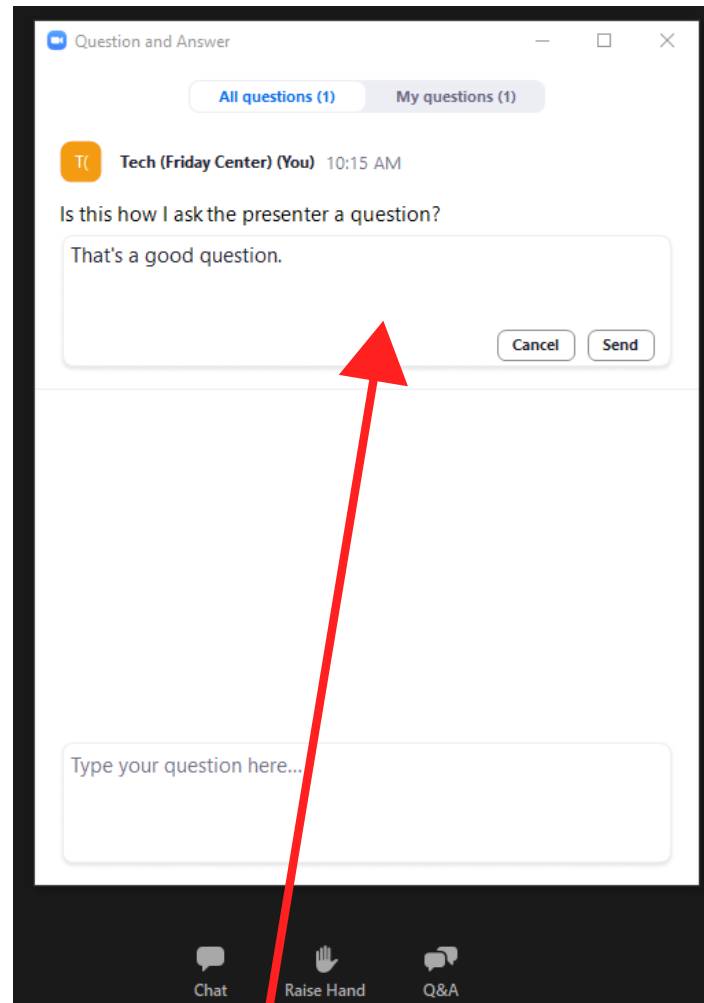 Question and Answer
All questions (1) My questions (1)
T( Tech (Friday Center) (You) 10:15 AM
Is this how I ask the presenter a question?
That's a good question.
Cancel Send
Type your question here...
Chat Raise Hand Q&A